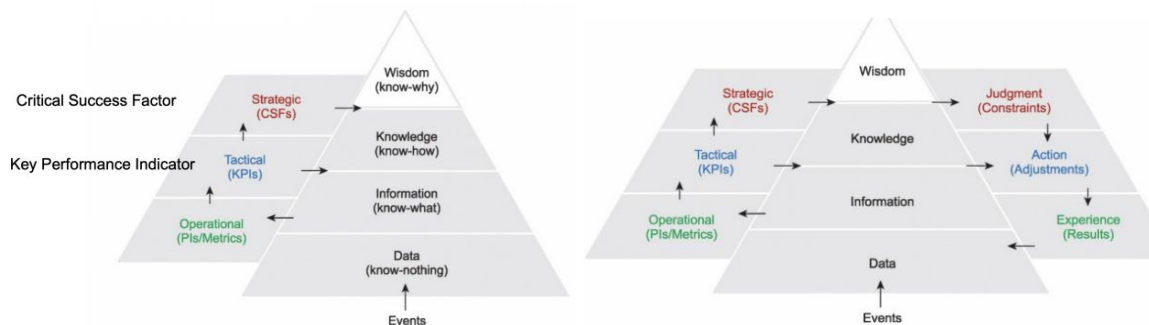 Critical Success Factor
Key Performance Indicator
Strategic
(CSFs)
Tactical
(KPIs)
Operational
(PIs/Metrics)
Wisdom
(know-why)
Knowledge
(know-how)
Information
(know-what)
Data
(know-nothing)
Events
Strategic
(CSFs)
Tactical
(KPIs)
Operational
(PIs/Metrics)
Wisdom
Knowledge
Information
Data
Events
Judgment
(Constraints)
Action
(Adjustments)
Experience
(Results)